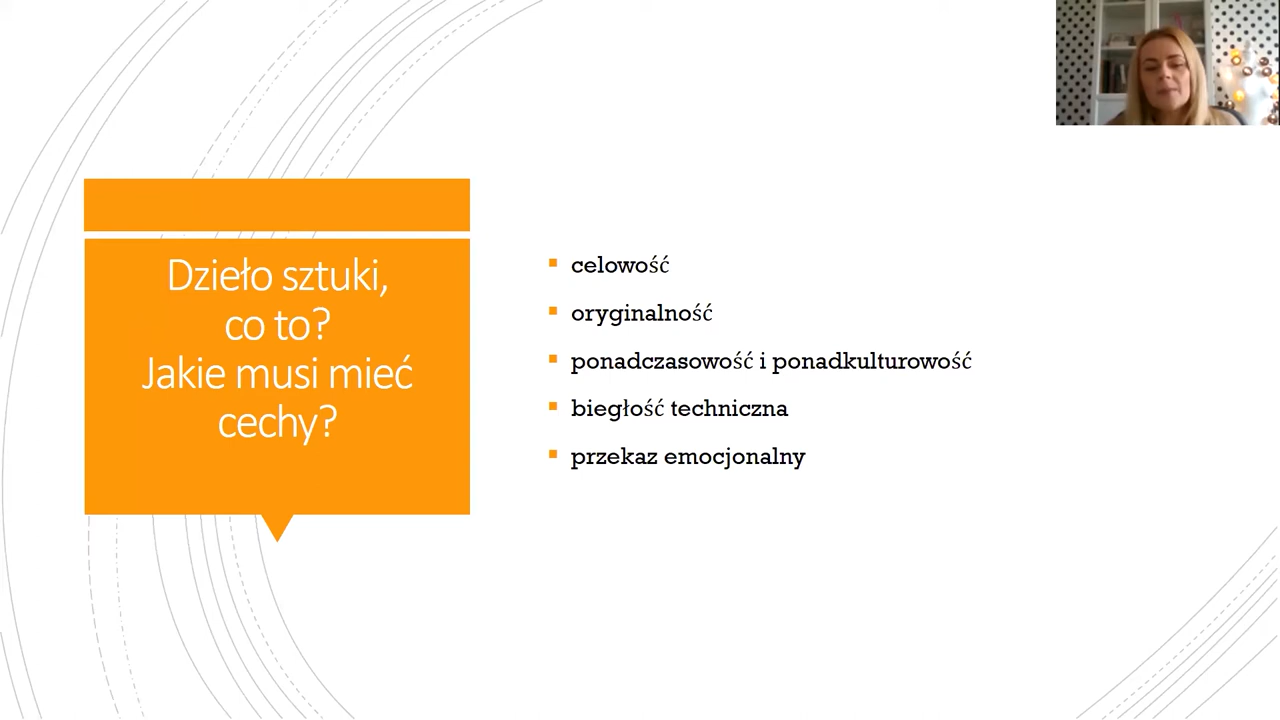 Dzieło sztuki,
co to?
Jakie musi mieć
cechy?
celowość
oryginalność
ponadczasowość i ponadkulturowość
biegłość techniczna
przekaz emocjonalny